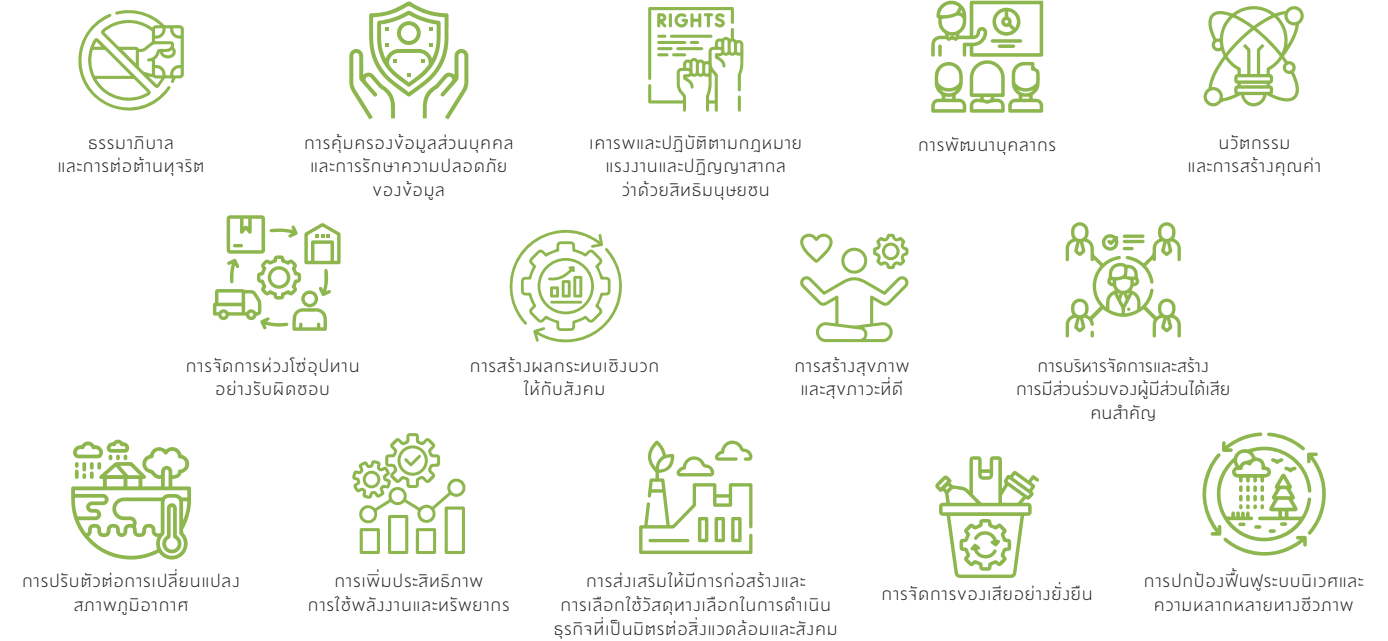 RIGHTS
ธรรมาภิบาล
และการต่อต้านทุจริต
การคุ้มครองข้อมูลส่วนบุคคล
และการรักษาความปลอดภัย
ของข้อมูล
เคารพและปฏิบัติตามกฎหมาย
แรงงานและปฏิญญาสากล
ว่าด้วยสิทธิมนุษยชน
การพัฒนาบุคลากร
นวัตกรรม
และการสร้างคุณค่า
การจัดการห่วงโซ่อุปทาน
อย่างรับผิดชอบ
การสร้างผลกระทบเชิงบวก
ให้กับสังคม
การสร้างสุขภาพ
และสุขภาวะที่ดี
การบริหารจัดการและสร้าง
การมีส่วนร่วมของผู้มีส่วนได้เสีย
คนสำคัญ
การปรับตัวต่อการเปลี่ยนแปลง
สภาพภูมิอากาศ
การเพิ่มประสิทธิภาพ
การใช้พลังงานและทรัพยากร
การส่งเสริมให้มีการก่อสร้างและ
การเลือกใช้วัสดุทางเลือกในการดำเนิน
ธุรกิจที่เป็นมิตรต่อสิ่งแวดล้อมและสังคม
การจัดการของเสียอย่างยั่งยืน
การปกป้องฟื้นฟูระบบนิเวศและ
ความหลากหลายทางชีวภาพ